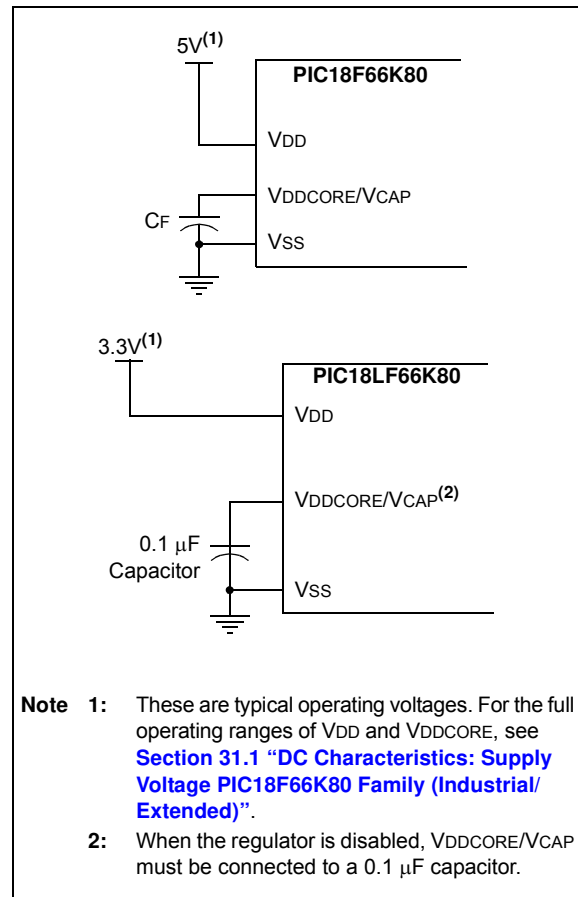 5V(1)
PIC18F66K80
VDD
VDDCORE/VCAP
CF
VSS
3.3V(1)
PIC18LF66K80
VDD
VDDCORE/VCAP(2)
0.1 μF
Capacitor
VSS
Note 1: These are typical operating voltages. For the full
operating ranges of VDD and VDDCORE, see
Section 31.1 “DC Characteristics: Supply
Voltage PIC18F66K80 Family (Industrial/
Extended)”.
2: When the regulator is disabled, VDDCORE/VCAP
must be connected to a 0.1 μF capacitor.